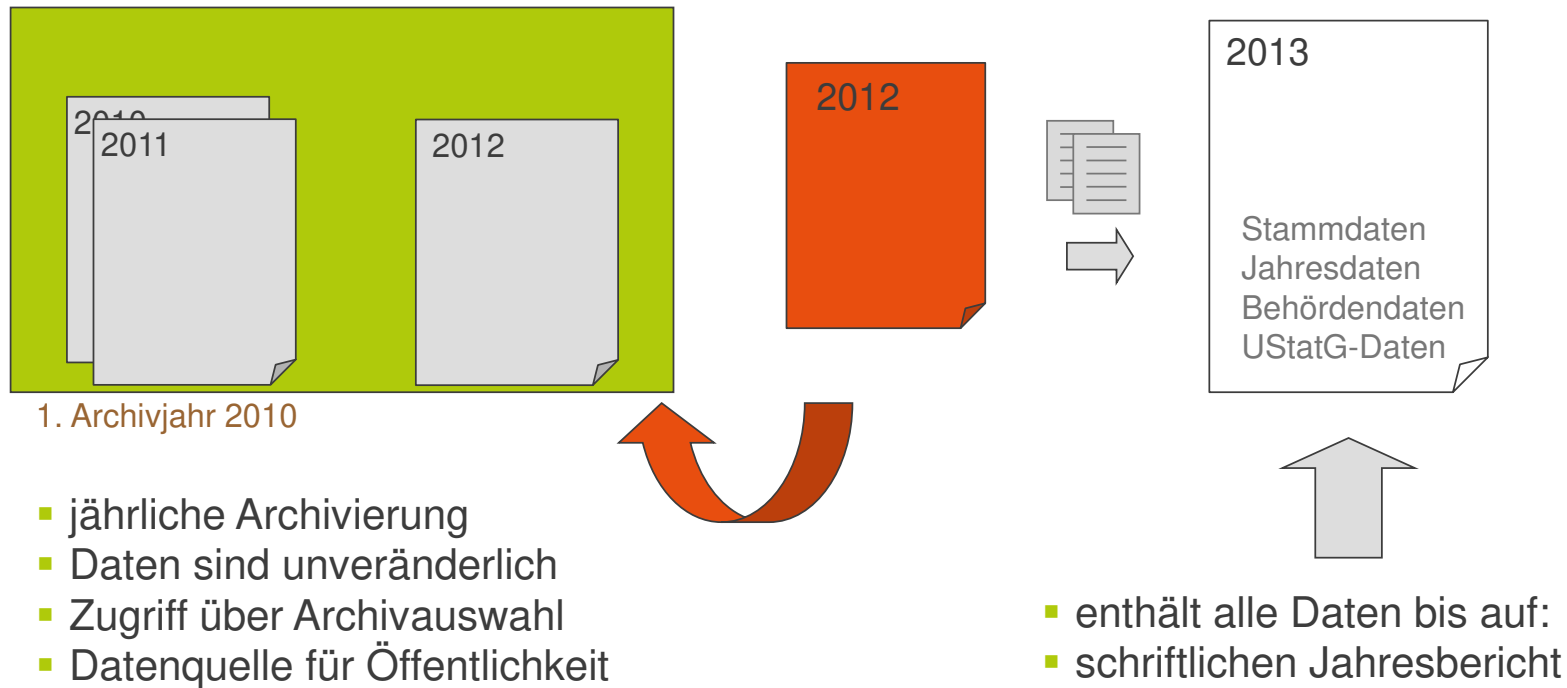 2010
2011
2012
1. Archivjahr 2010
▪ jährliche Archivierung
▪ Daten sind unveränderlich
▪ Zugriff über Archivauswahl
▪ Datenquelle für Öffentlichkeit
2012
2013
Stammdaten
Jahresdaten
Behördendaten
UStatG-Daten
▪ enthält alle Daten bis auf:
▪ schriftlichen Jahresbericht